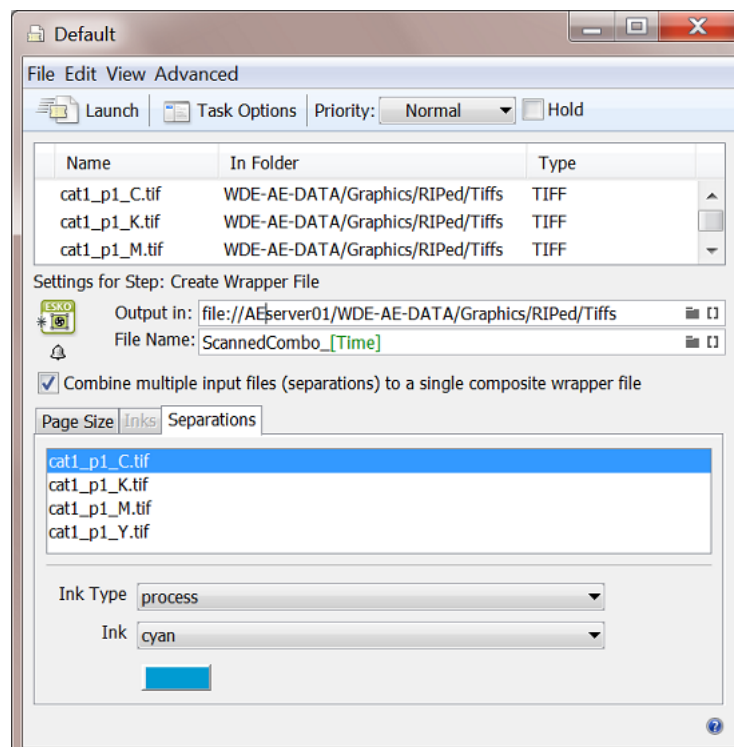 Default
File Edit View Advanced
Launch Task Options Priority: Normal Hold
Name In Folder Type
cat1_p1_C.tif WDE-AE-DATA/Graphics/RIPed/Tiffs TIFF
cat1_p1_K.tif WDE-AE-DATA/Graphics/RIPed/Tiffs TIFF
cat1_p1_M.tif WDE-AE-DATA/Graphics/RIPed/Tiffs TIFF
Settings for Step: Create Wrapper File
ESKO
Output in: file://AEserver01/WDE-AE-DATA/Graphics/RIPed/Tiffs
File Name: ScannedCombo_[Time]
Combine multiple input files (separations) to a single composite wrapper file
Page Size Inks Separations
cat1_p1_C.tif
cat1_p1_K.tif
cat1_p1_M.tif
cat1_p1_Y.tif
Ink Type process
Ink cyan